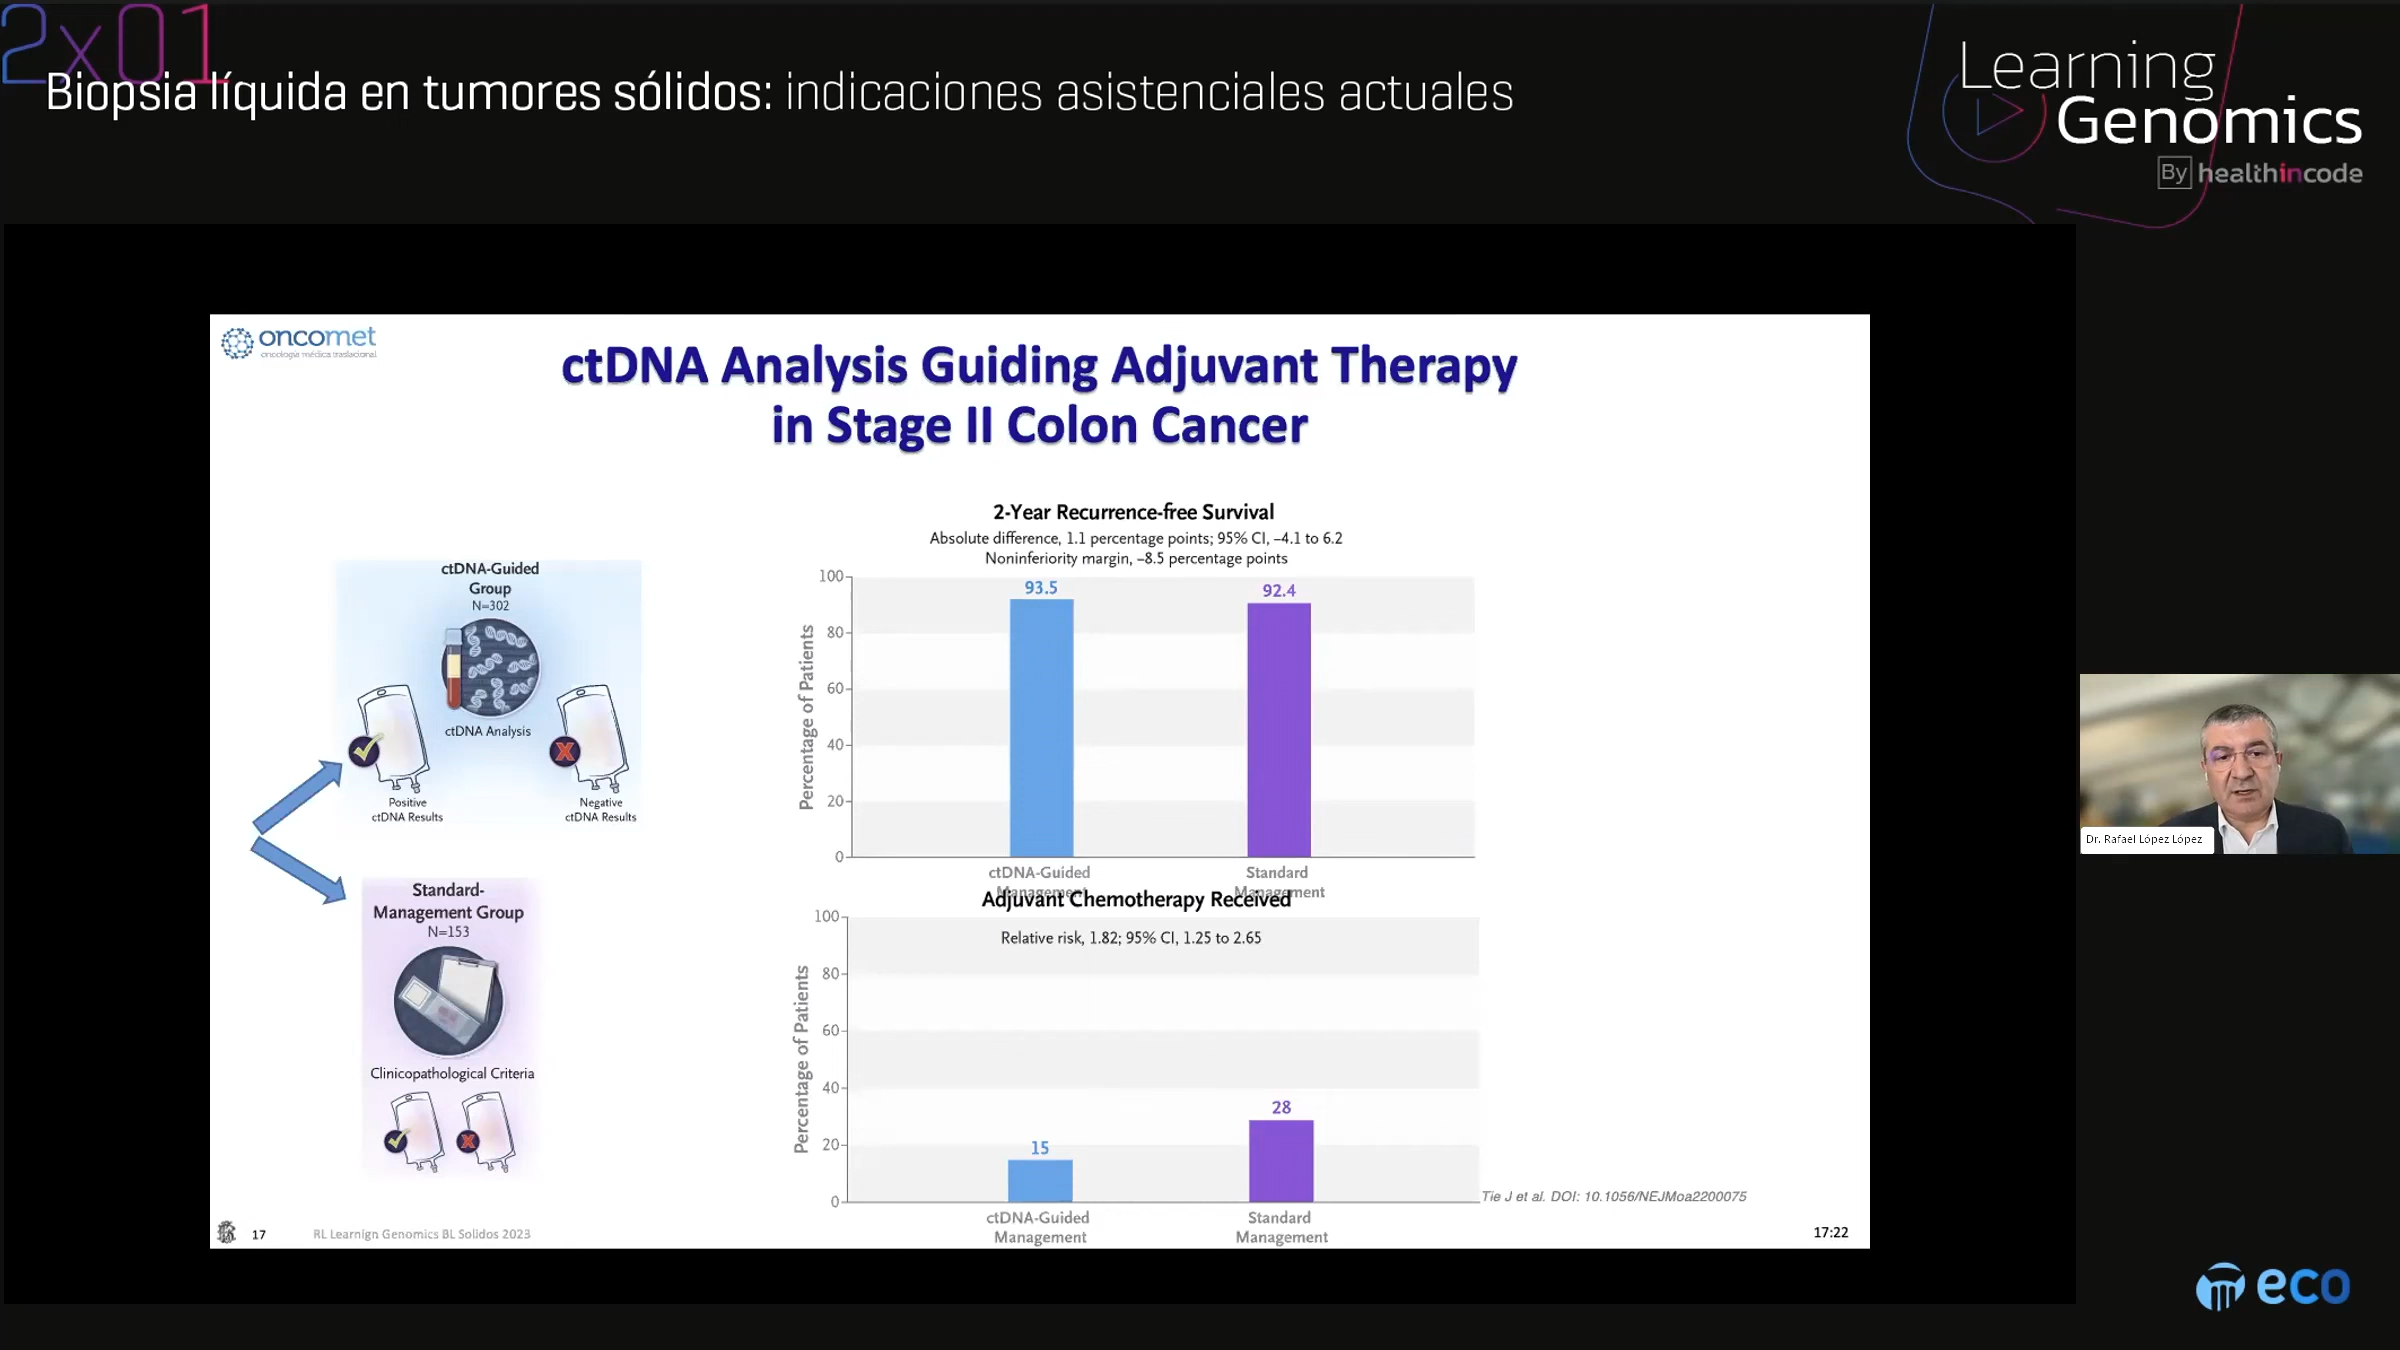 2x01
Biopsia líquida en tumores sólidos: indicaciones asistenciales actuales
Learning
Genomics
By healthincode
oncomet
oncología médica traslacional
ctDNA Analysis Guiding Adjuvant Therapy
in Stage II Colon Cancer
ctDNA-Guided
Group
N=302
ctDNA Analysis
Positive
ctDNA Results
Negative
ctDNA Results
Standard-
Management Group
N=153
Clinicopathological Criteria
2-Year Recurrence-free Survival
Absolute difference, 1.1 percentage points; 95% CI, –4.1 to 6.2
Noninferiority margin, –8.5 percentage points
Percentage of Patients
100
80
60
40
20
0
93.5
92.4
ctDNA-Guided
Management
Standard
Management
Adjuvant Chemotherapy Received
Relative risk, 1.82; 95% CI, 1.25 to 2.65
Percentage of Patients
100
80
60
40
20
0
15
28
ctDNA-Guided
Management
Standard
Management
Tie J et al. DOI: 10.1056/NEJMoa2200075
17
RL Learnign Genomics BL Solidos 2023
17:22
Dr. Rafael López López
eco